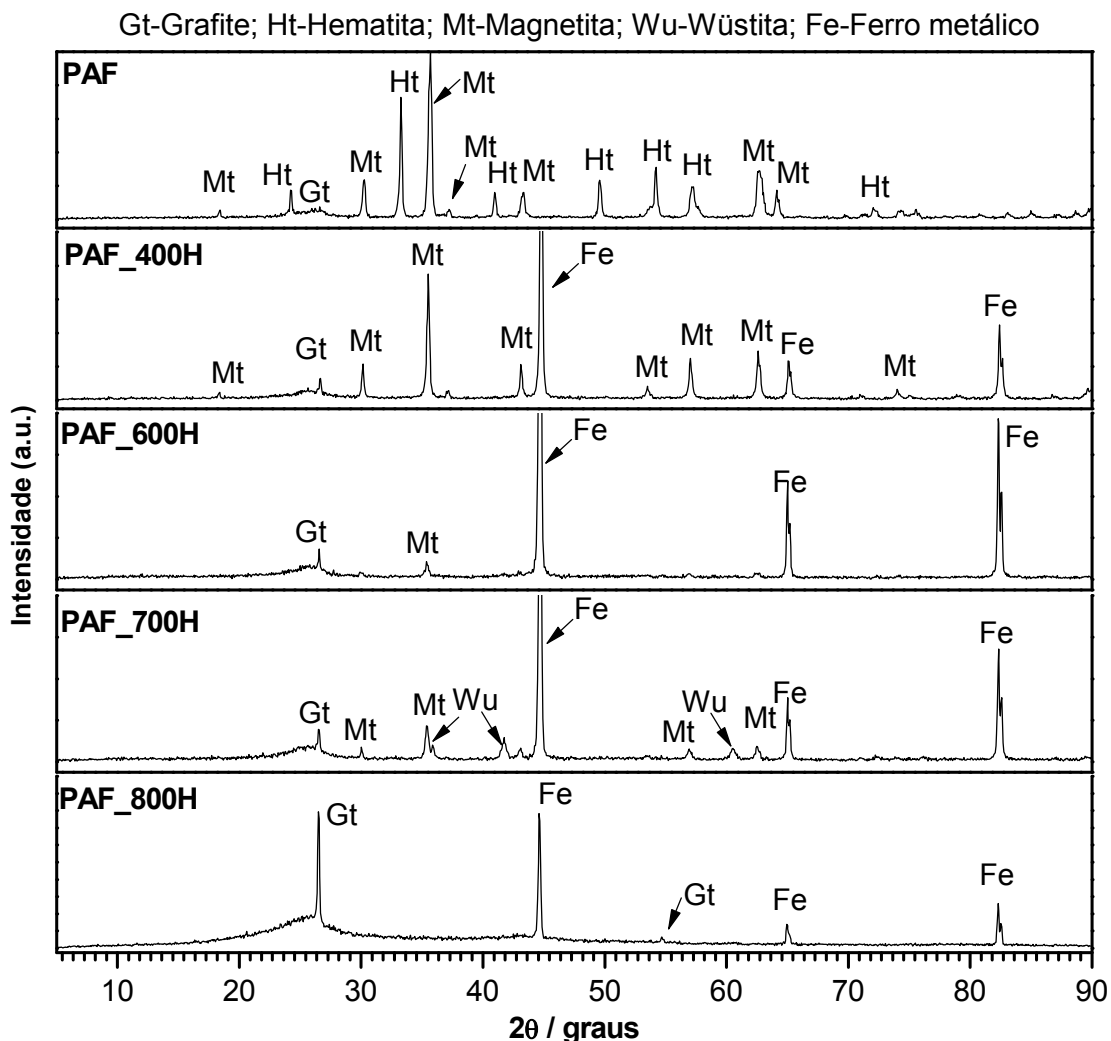 Gt-Grafite; Ht-Hematita; Mt-Magnetita; Wu-Wüstita; Fe-Ferro metálico
PAF
Mt
Ht
Gt
Mt
Ht
Mt
Mt
Ht
Mt
Ht
Ht
Ht
Mt
Mt
Ht
PAF_400H
Mt
Gt
Mt
Mt
Mt
Fe
Mt
Mt
Mt
Fe
Mt
Fe
PAF_600H
Gt
Mt
Fe
Fe
Fe
PAF_700H
Gt
Mt
Mt
Wu
Fe
Mt
Wu
Mt
Fe
Fe
PAF_800H
Gt
Fe
Gt
Fe
Fe
Intensidade (a.u.)
10 20 30 40 50 60 70 80 90
2θ / graus